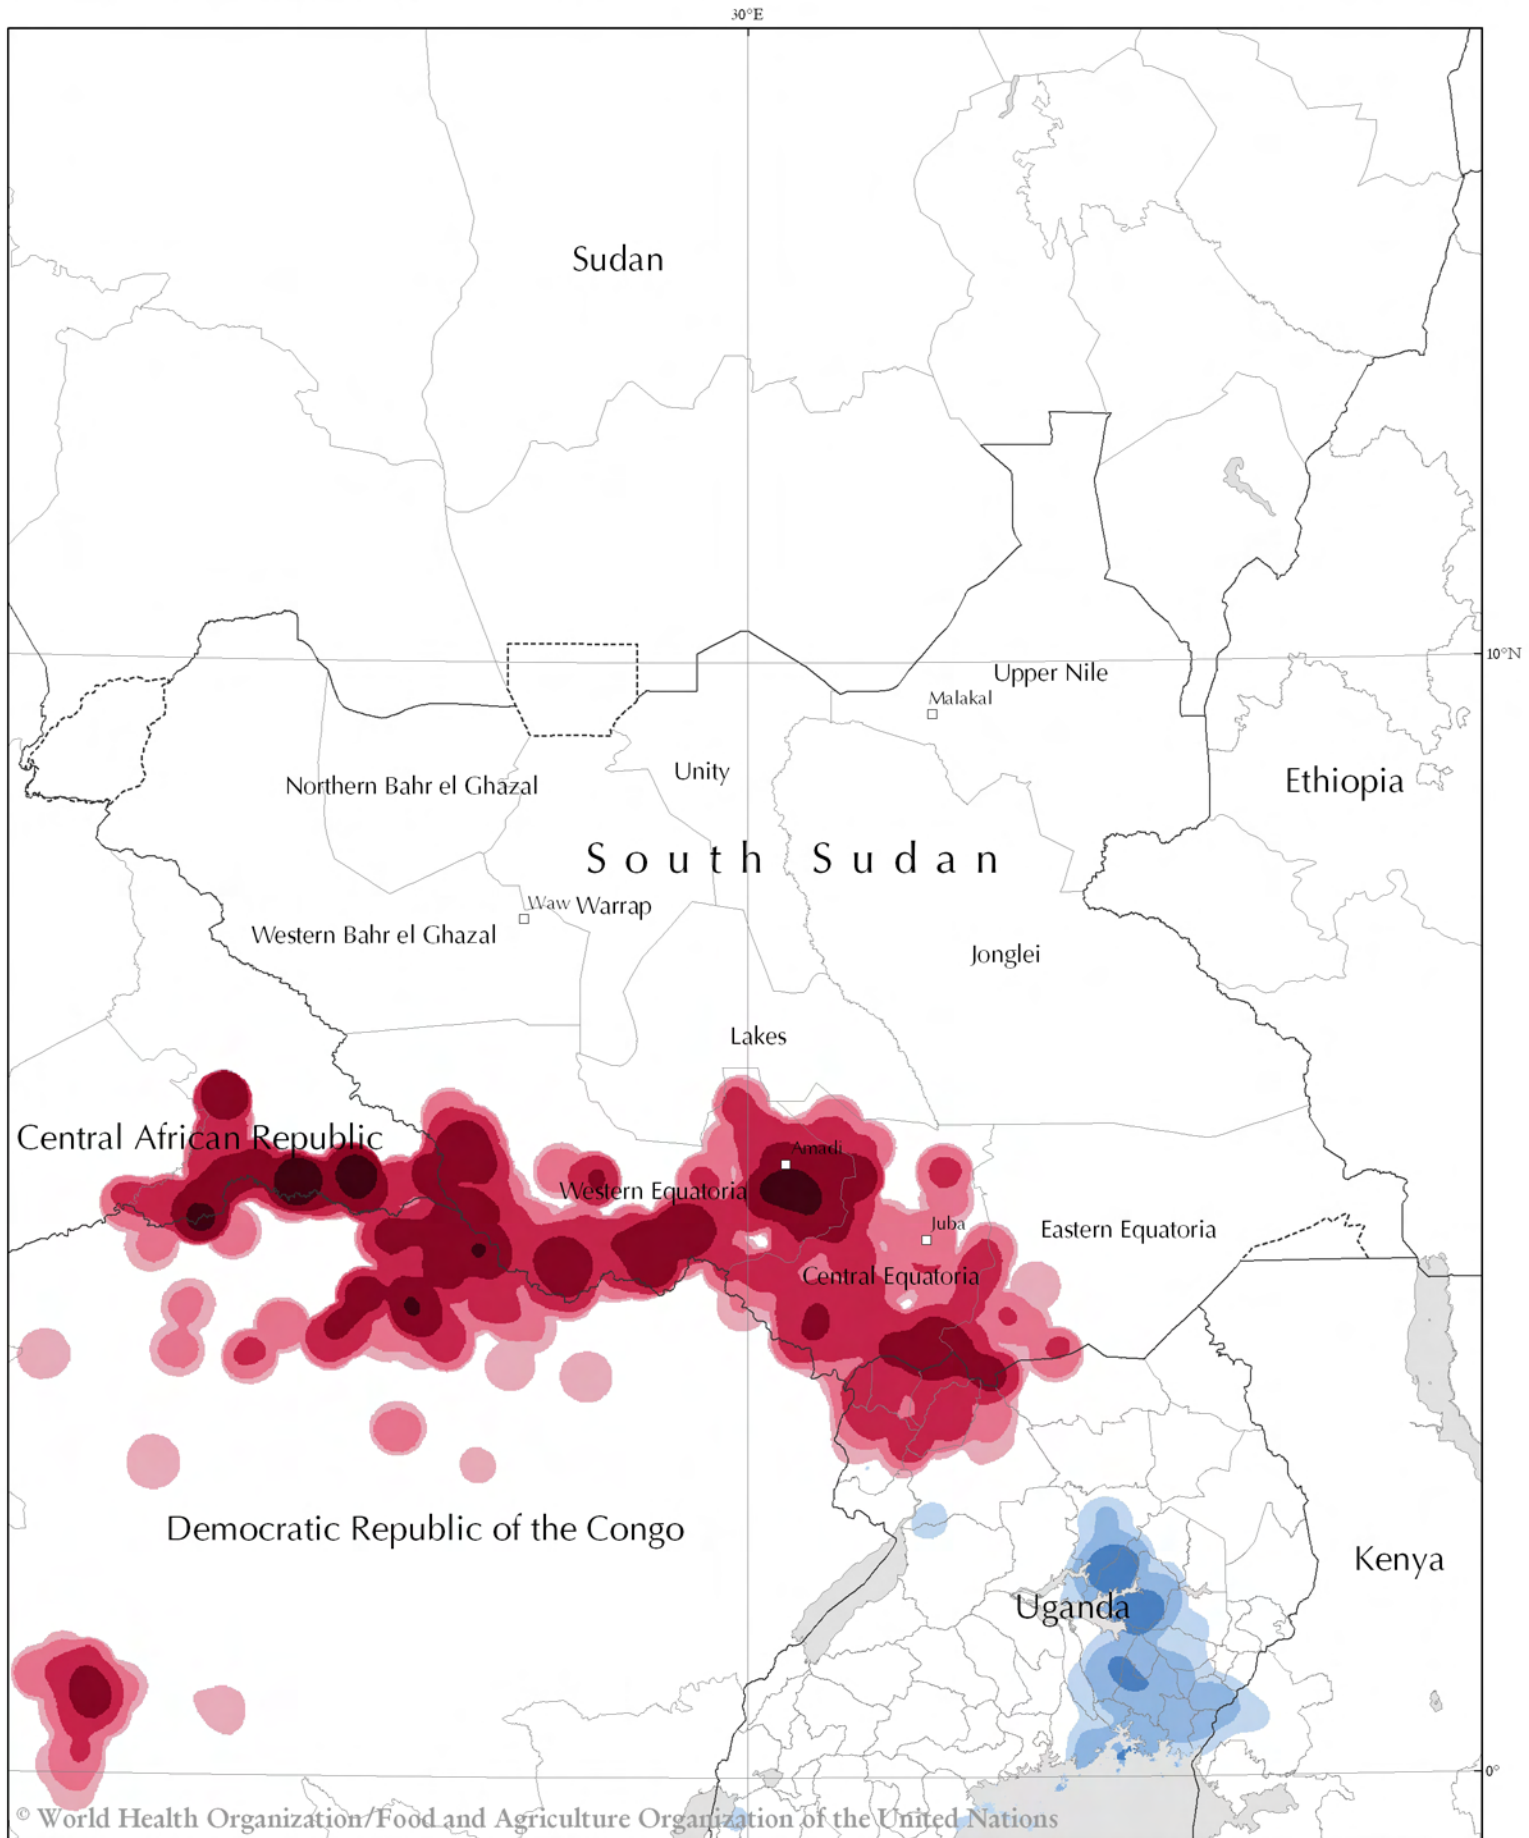 30°E
Sudan
Upper Nile
10°N
Malakal
Unity
Northern Bahr el Ghazal
Ethiopia
South Sudan
Waw
Warrap
Western Bahr el Ghazal
Jonglei
Lakes
Central African Republic
Amadi
Western Equatoria
Juba
Eastern Equatoria
Central Equatoria
Democratic Republic of the Congo
Kenya
Uganda
0°
© World Health Organization/Food and Agriculture Organization of the United Nations